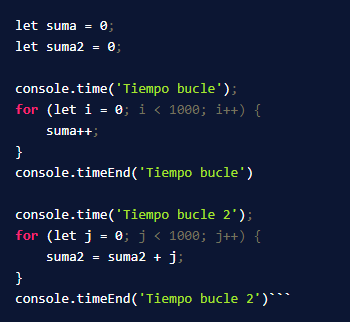 let suma = 0;
let suma2 = 0;

console.time('Tiempo bucle');
for (let i = 0; i < 1000; i++) {
    suma++;
}
console.timeEnd('Tiempo bucle')

console.time('Tiempo bucle 2');
for (let j = 0; j < 1000; j++) {
    suma2 = suma2 + j;
}
console.timeEnd('Tiempo bucle 2')```